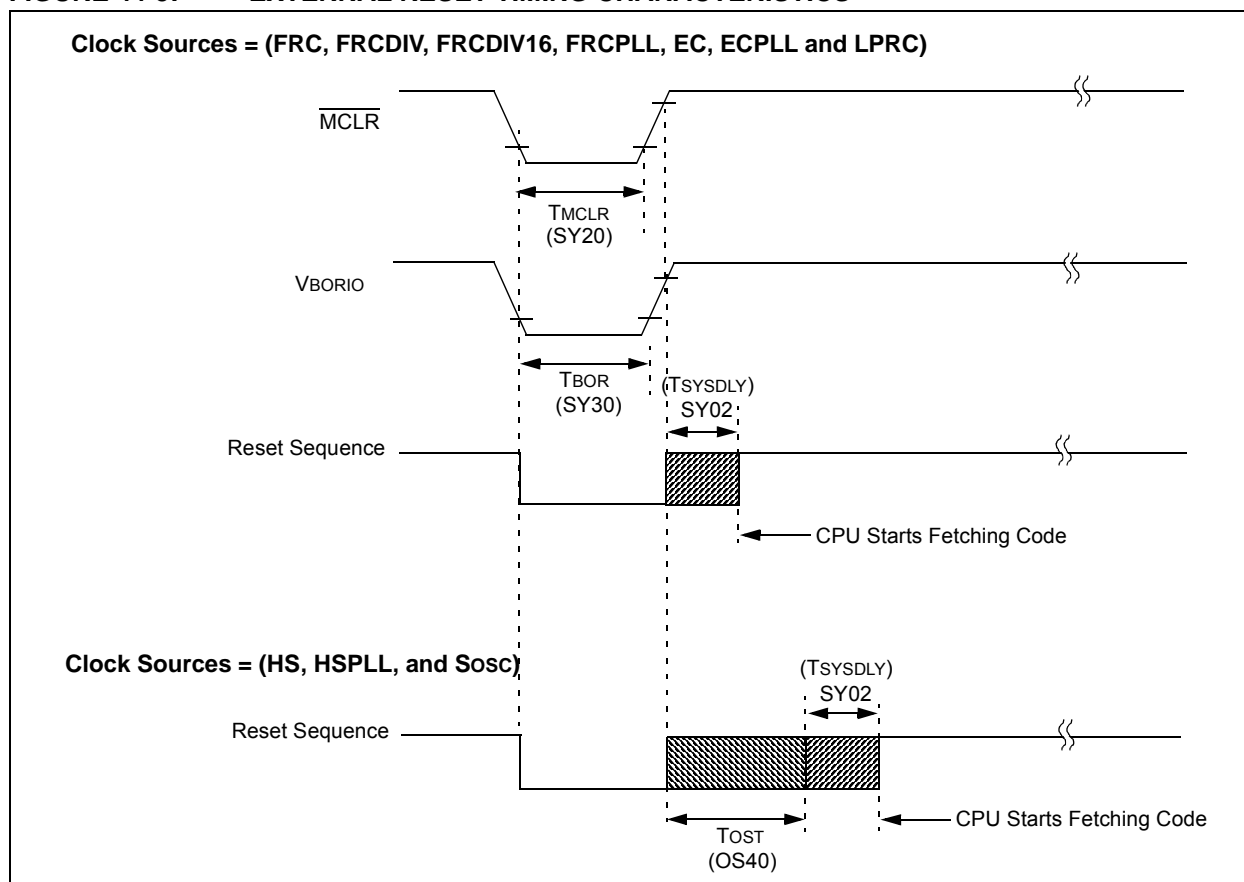 Clock Sources = (FRC, FRCDIV, FRCDIV16, FRCPLL, EC, ECPLL and LPRC)
MCLR
TMCLR
(SY20)
VBORIO
TBOR
(SY30)
(TSYSDLY)
SY02
Reset Sequence
CPU Starts Fetching Code
Clock Sources = (HS, HSPLL, and SOSC)
(TSYSDLY)
SY02
Reset Sequence
CPU Starts Fetching Code
TOST
(OS40)